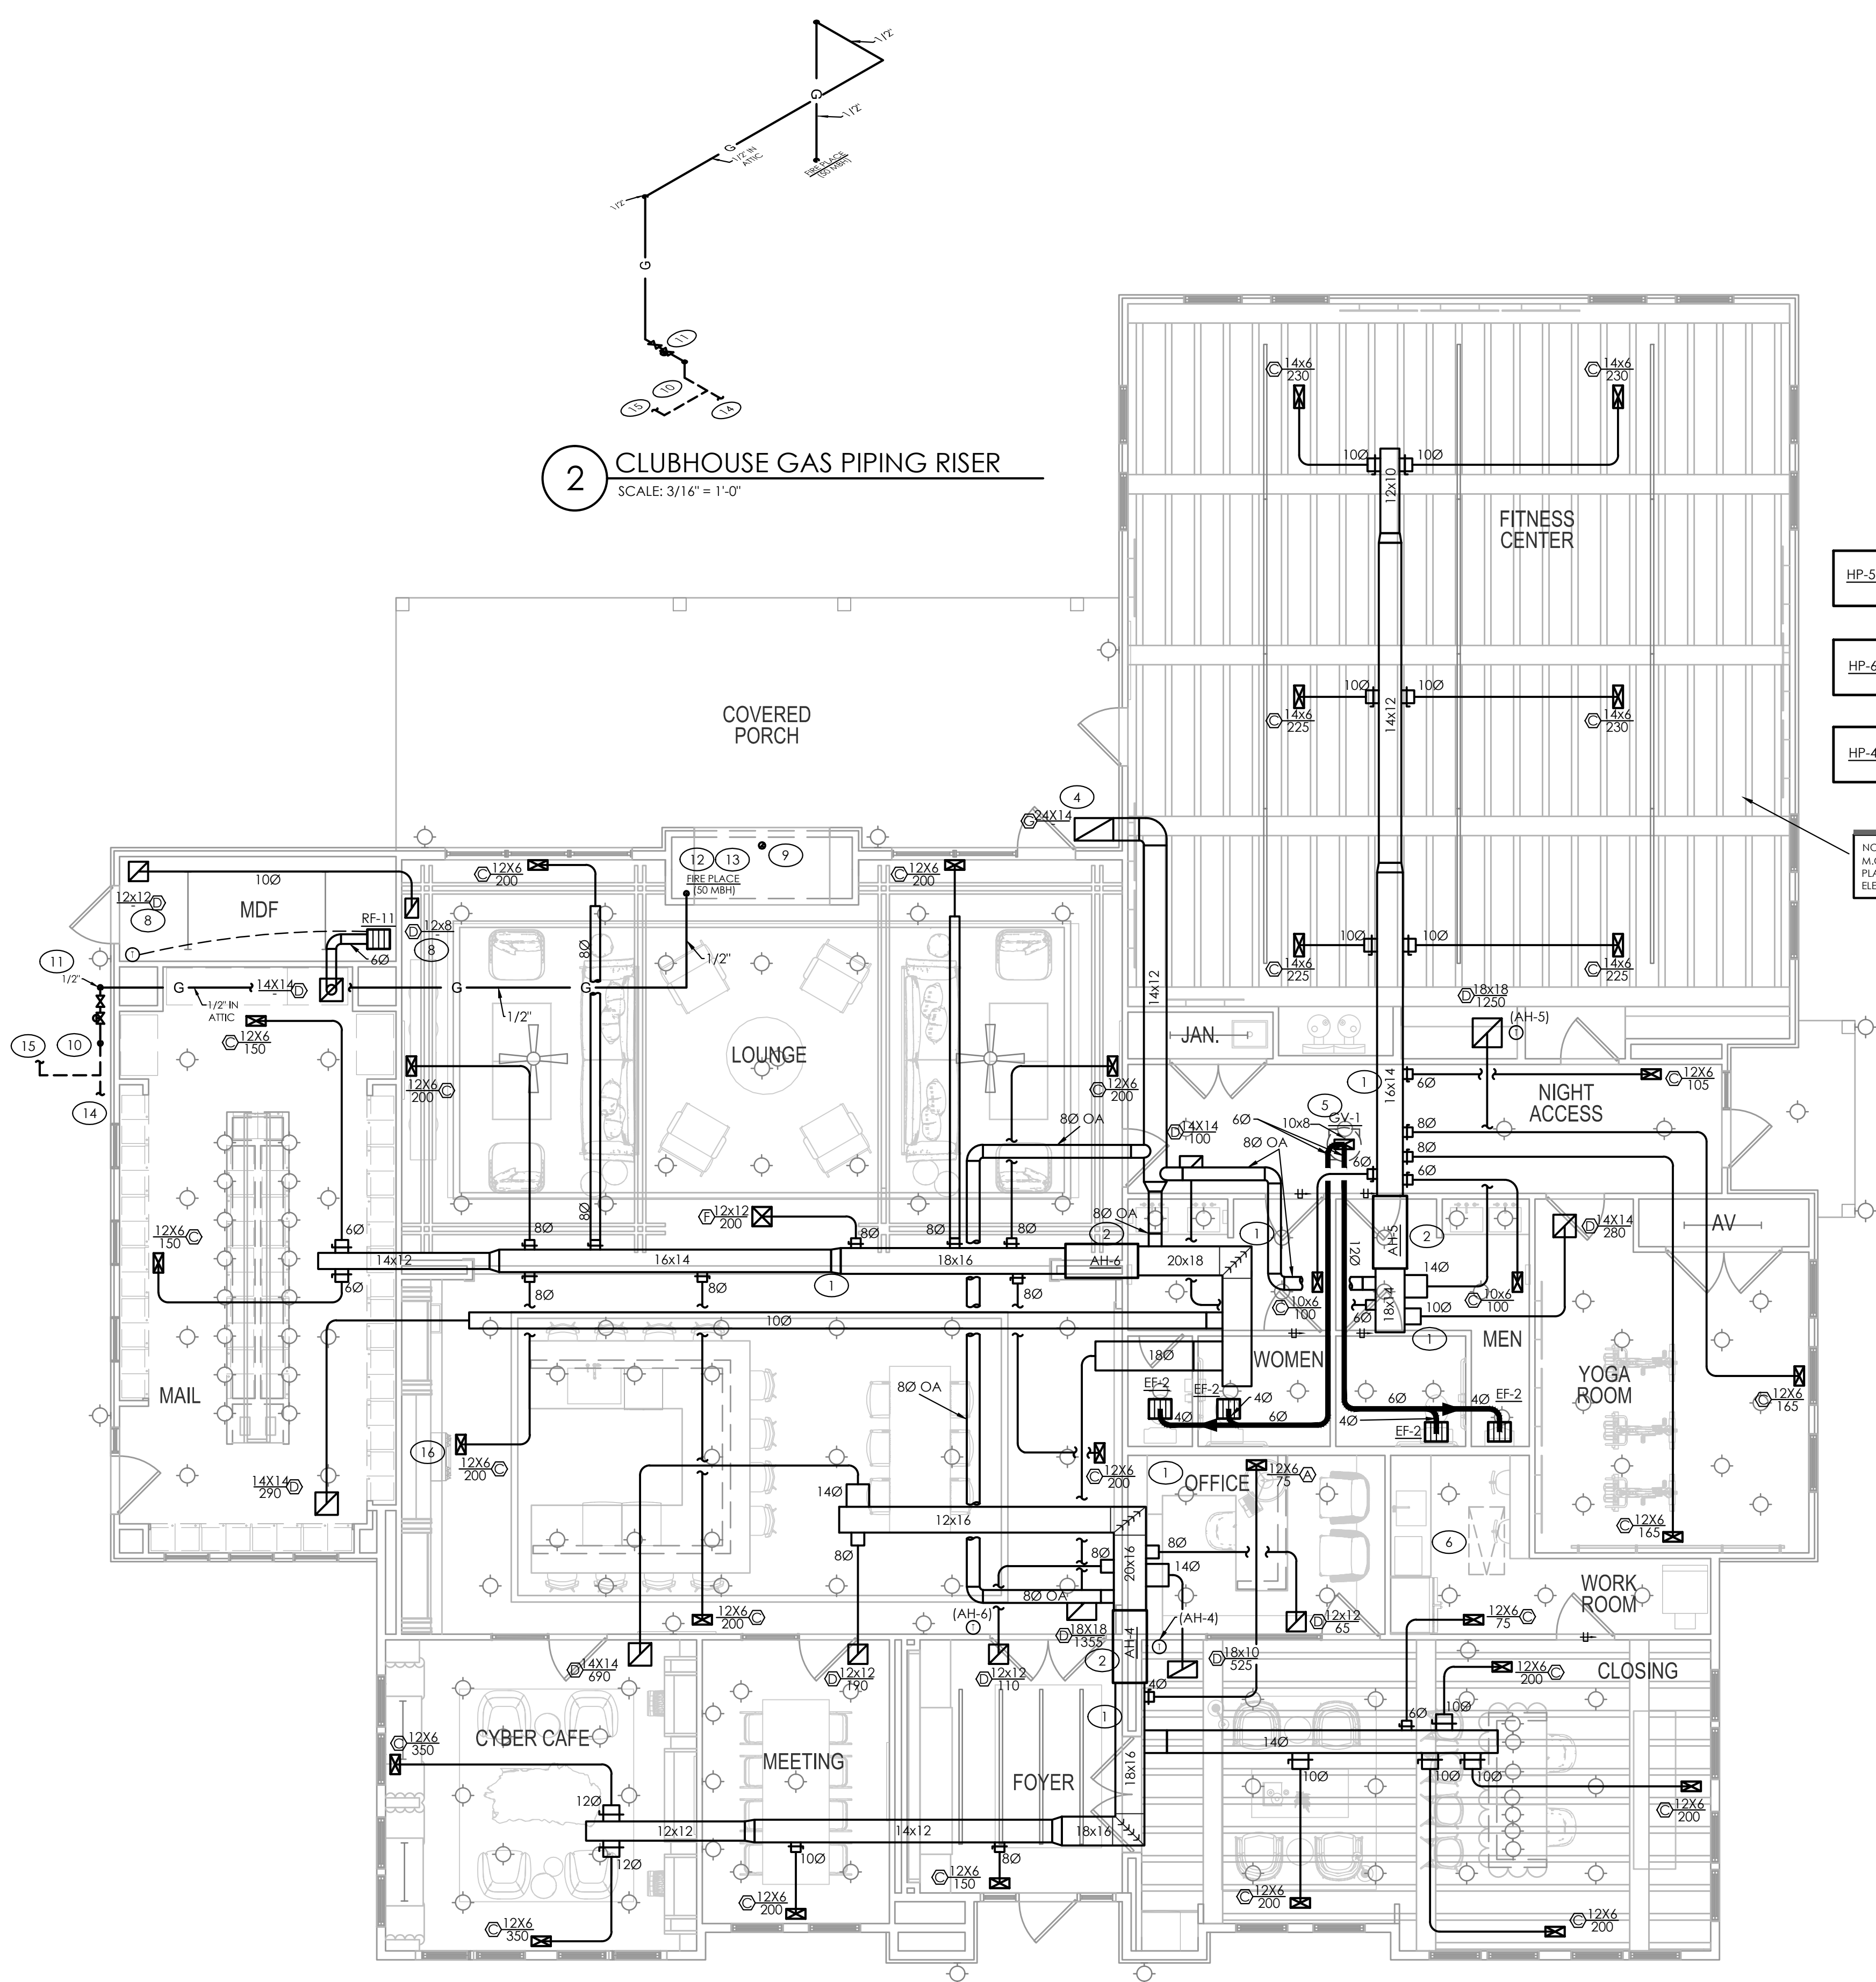 1/2"
G
1/2"
G
1/2" IN
ATTIC
FIRE PLACE
(50 MBH)
1/2"
G
11
10
15
14
2
CLUBHOUSE GAS PIPING RISER
SCALE: 3/16" = 1'-0"
C 14x6
230
C 14x6
230
10Ø
10Ø
12x10
FITNESS
CENTER
HP-5
HP-6
HP-4
COVERED
PORCH
10Ø
10Ø
C 14x6
225
14x12
C 14x6
230
4
G 24X14
-
NO
M.
PLA
ELE
12
13
9
FIRE PLACE
(50 MBH)
C 12X6
200
C 12X6
200
10Ø
MDF
12x12 D
-
8
RF-11
D 12x8
-
8
6Ø
T
8Ø
1/2"
10Ø
10Ø
C 14x6
225
C 14x6
225
14x12
D 18x18
1250
11
1/2"
G
1/2" IN
ATTIC
14X14 D
-
G
G
1/2"
(AH-5)
T
JAN.
C 12X6
150
15
10
14
LOUNGE
12X6 C
200
C 12X6
200
1
16x14
6Ø
C 12X6
105
NIGHT
ACCESS
8Ø OA
D 14X14
100
5
GV-1
6Ø
10x8
8Ø OA
8Ø
8Ø
6Ø
6Ø
12X6 C
150
6Ø
8Ø
8Ø
F 12x12
200
8Ø
8Ø
8Ø
8Ø OA
2
1
AH-5
2
D 14X14
280
AV
14x12
16x14
18x16
AH-6
20x18
12Ø
14Ø
6Ø
8Ø
8Ø
1
8Ø
C 10x6
100
6Ø
18x14
10Ø
C 10x6
100
1
10Ø
MEN
18Ø
WOMEN
YOGA
ROOM
MAIL
8Ø OA
EF-2
EF-2
4Ø
4Ø
6Ø
6Ø
4Ø
4Ø
EF-2
EF-2
C 12X6
165
16
12X6 C
200
C 12X6
200
1
OFFICE
12X6 A
75
14X14 D
290
14Ø
12x16
C 12X6
165
6
8Ø
8Ø
8Ø
20x16
14Ø
WORK
ROOM
8Ø OA
12X6 C
200
(AH-6)
T
D 18X18
1355
AH-4
T
(AH-4)
D 12x12
65
12X6 C
75
D 14X14
690
D 12x12
190
D 12x12
110
2
D 18x10
525
12X6 C
200
CLOSING
4Ø
1
6Ø
10Ø
CYBER CAFE
C 12X6
350
MEETING
FOYER
18x16
14Ø
10Ø
10Ø
10Ø
12Ø
C 12X6
200
12x12
14x12
18x16
12Ø
10Ø
8Ø
C 12X6
150
C 12X6
200
C 12X6
200
C 12X6
200
C 12X6
350